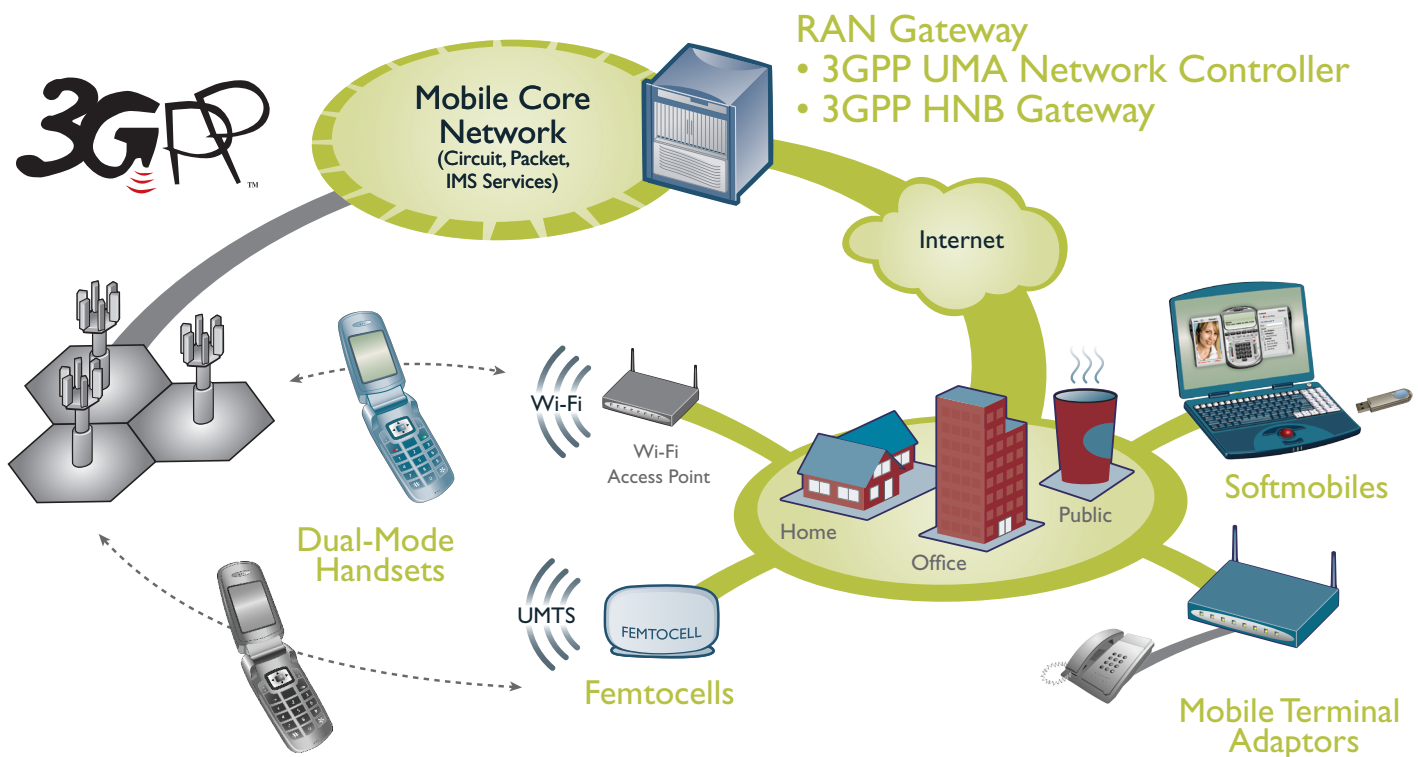 3GPP
TM
Mobile Core
Network
(Circuit, Packet,
IMS Services)
RAN Gateway
• 3GPP UMA Network Controller
• 3GPP HNB Gateway
Internet
Wi-Fi
Wi-Fi
Access Point
Dual-Mode
Handsets
Home
Office
Public
Softmobiles
UMTS
FEMTOCELL
Femtocells
Mobile Terminal
Adaptors